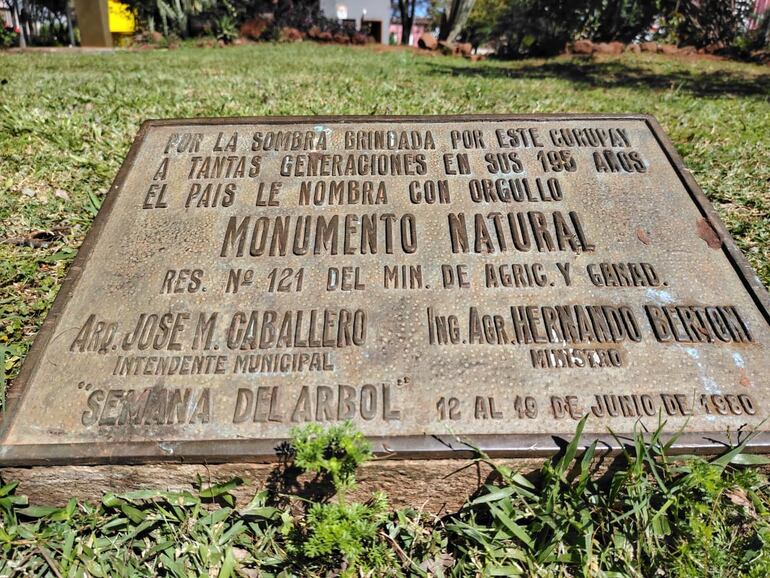 POR LA SOMBRA BRINDADA POR ESTE CURUPAY
A TANTAS GENERACIONES EN SUS 195 AÑOS
EL PAIS LE NOMBRA CON ORGULLO
MONUMENTO NATURAL
RES. Nº 121 DEL MIN. DE AGRIC. Y GANAD.
ARQ. JOSE M. CABALLERO
INTENDENTE MUNICIPAL
ING. AGR. HERNANDO BERTONI
MINISTRO
"SEMANA DEL ARBOL"
12 AL 19 DE JUNIO DE 1980